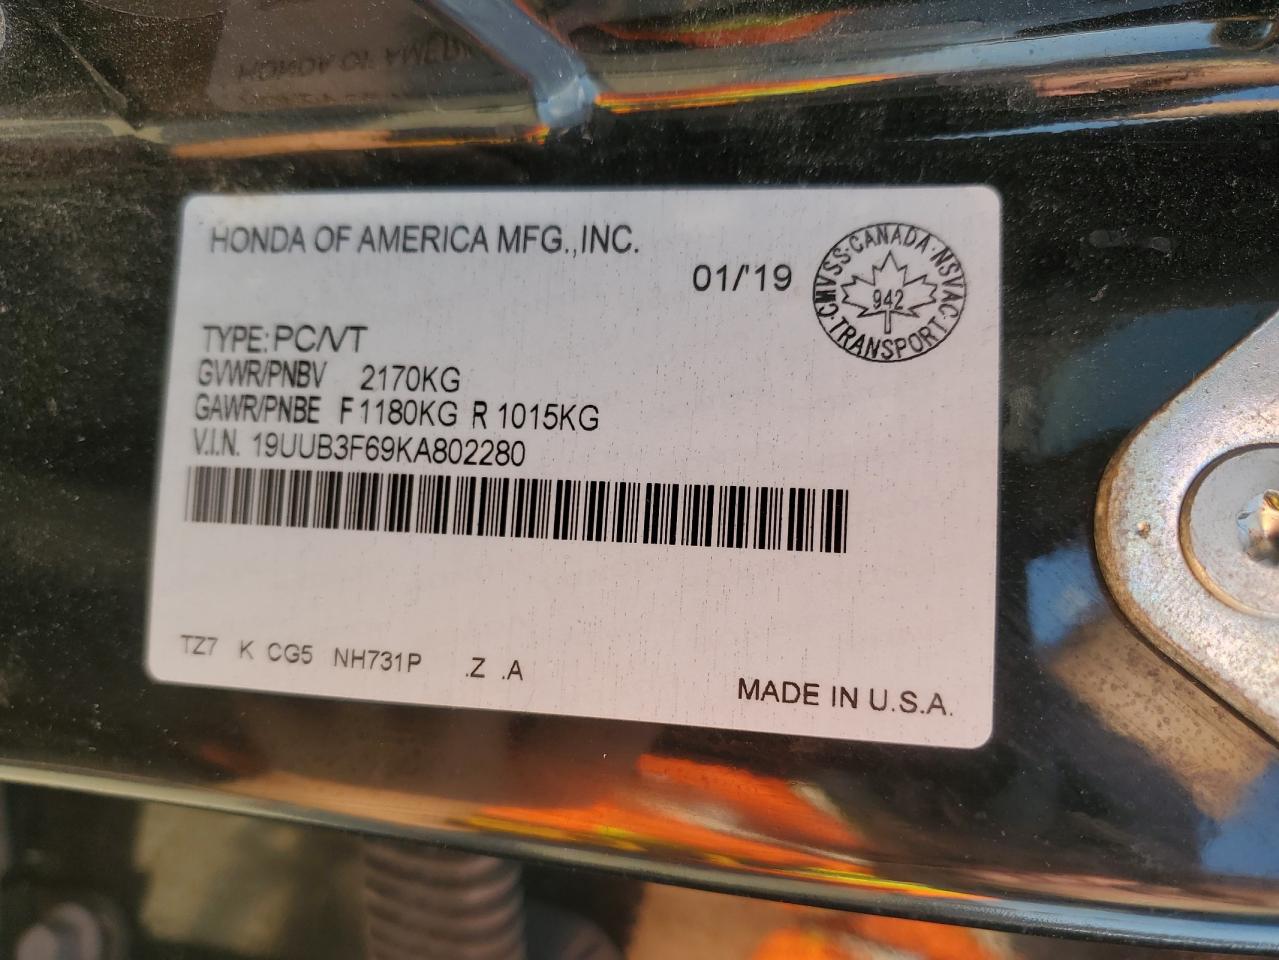 HONDA OF AMERICA MFG.,INC.
01/'19
CMVSS·CANADA·NSVAC·TRANSPORT
942
TYPE: PC/VT
GVWR/PNBV 2170KG
GAWR/PNBE F 1180KG R 1015KG
V.I.N. 19UUB3F69KA802280
TZ7 K CG5 NH731P .Z .A
MADE IN U.S.A.